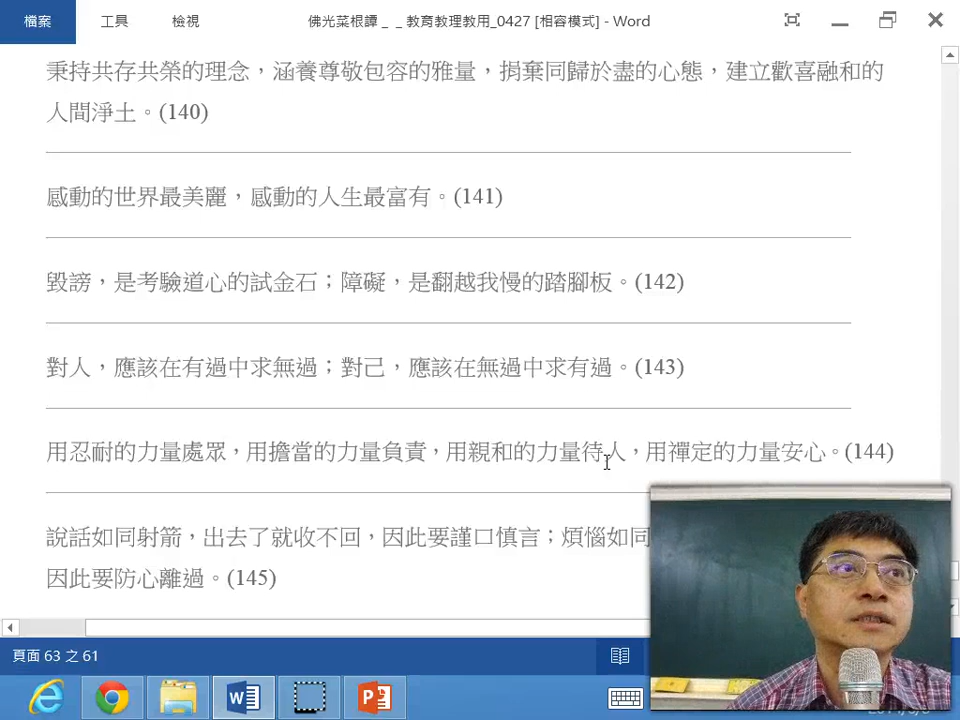 檔案 工具 檢視 佛光菜根譚 _ _ 教育教理教用_0427 [相容模式] - Word
秉持共存共榮的理念，涵養尊敬包容的雅量，捐棄同歸於盡的心態，建立歡喜融和的
人間淨土。(140)
感動的世界最美麗，感動的人生最富有。(141)
毀謗，是考驗道心的試金石；障礙，是翻越我慢的踏腳板。(142)
對人，應該在有過中求無過；對己，應該在無過中求有過。(143)
用忍耐的力量處眾，用擔當的力量負責，用親和的力量待人，用禪定的力量安心。(144)
說話如同射箭，出去了就收不回，因此要謹口慎言；煩惱如同
因此要防心離過。(145)
頁面 63 之 61